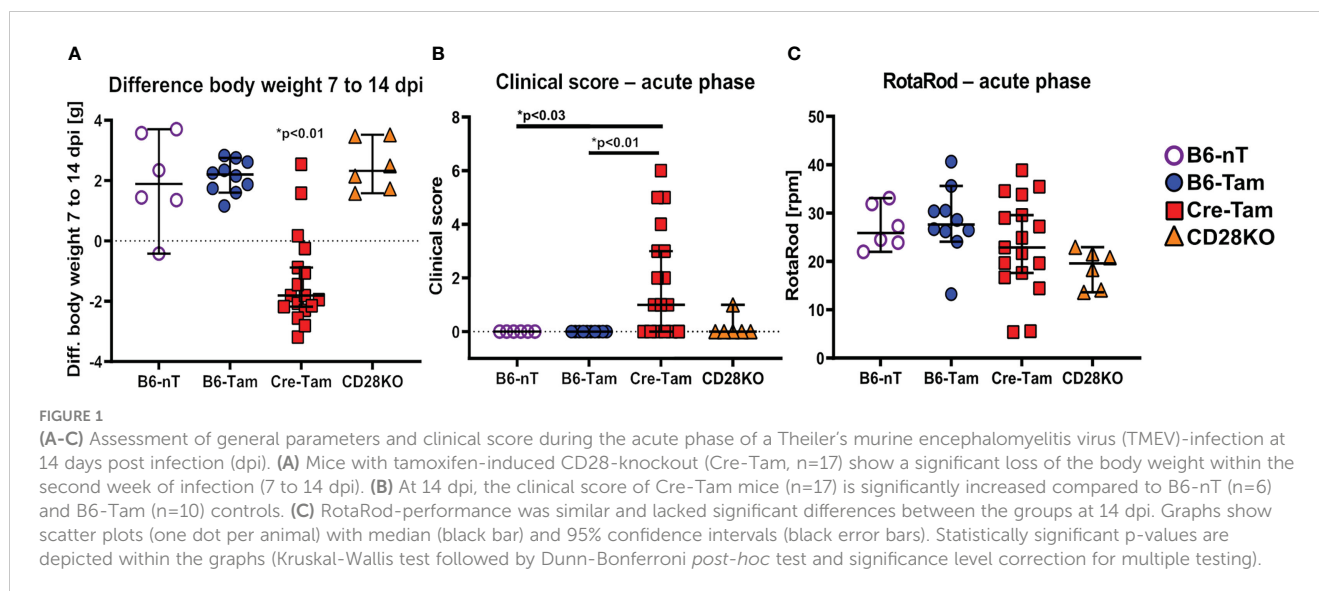 A
Difference body weight 7 to 14 dpi
Diff. body weight 7 to 14 dpi [g]
4
2
0
-2
-4
*p<0.01
B6-nT
B6-Tam
Cre-Tam
CD28KO
B
Clinical score – acute phase
Clinical score
8
6
4
2
0
*p<0.03
*p<0.01
B6-nT
B6-Tam
Cre-Tam
CD28KO
C
RotaRod – acute phase
RotaRod [rpm]
50
40
30
20
10
0
B6-nT
B6-Tam
Cre-Tam
CD28KO
B6-nT
B6-Tam
Cre-Tam
CD28KO
FIGURE 1
(A-C) Assessment of general parameters and clinical score during the acute phase of a Theiler's murine encephalomyelitis virus (TMEV)-infection at
14 days post infection (dpi). (A) Mice with tamoxifen-induced CD28-knockout (Cre-Tam, n=17) show a significant loss of the body weight within the
second week of infection (7 to 14 dpi). (B) At 14 dpi, the clinical score of Cre-Tam mice (n=17) is significantly increased compared to B6-nT (n=6)
and B6-Tam (n=10) controls. (C) RotaRod-performance was similar and lacked significant differences between the groups at 14 dpi. Graphs show
scatter plots (one dot per animal) with median (black bar) and 95% confidence intervals (black error bars). Statistically significant p-values are
depicted within the graphs (Kruskal-Wallis test followed by Dunn-Bonferroni post-hoc test and significance level correction for multiple testing).